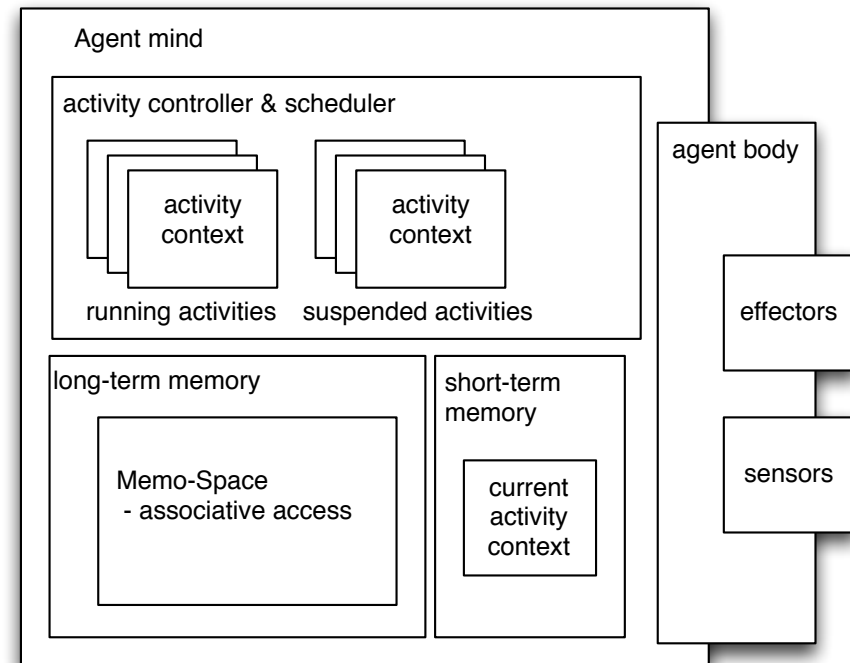 Agent mind
activity controller & scheduler
activity
context
activity
context
running activities
suspended activities
long-term memory
Memo-Space
- associative access
short-term
memory
current
activity
context
agent body
effectors
sensors